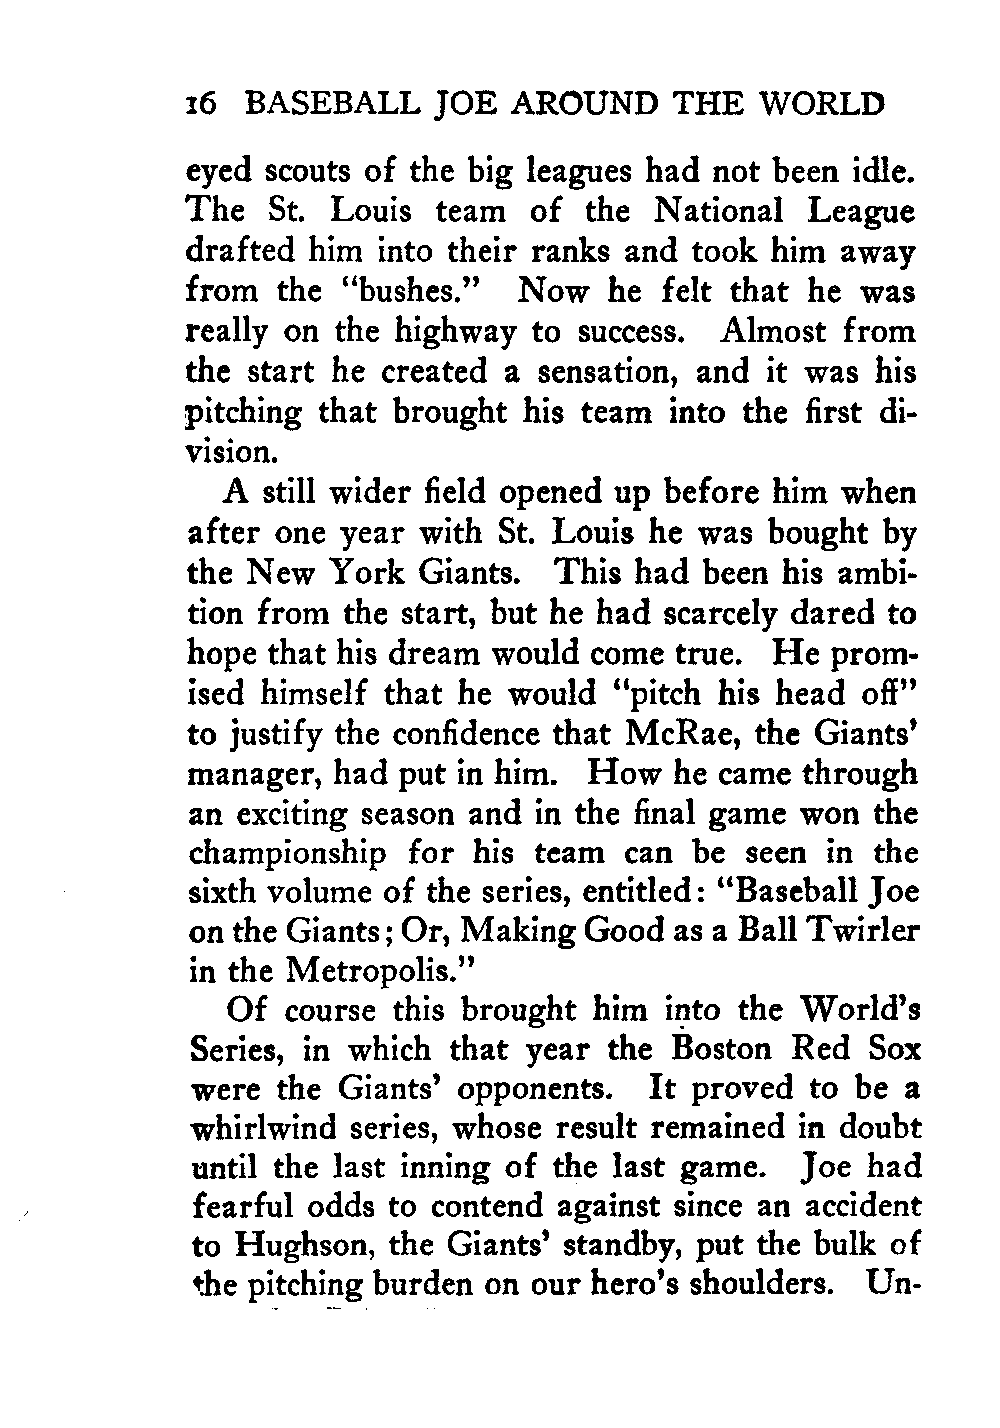 16 BASEBALL JOE AROUND THE WORLD
eyed scouts of the big leagues had not been idle.
The St. Louis team of the National League
drafted him into their ranks and took him away
from the “bushes.” Now he felt that he was
really on the highway to success. Almost from
the start he created a sensation, and it was his
pitching that brought his team into the first di-
vision.
A still wider field opened up before him when
after one year with St. Louis he was bought by
the New York Giants. This had been his ambi-
tion from the start, but he had scarcely dared to
hope that his dream would come true. He prom-
ised himself that he would “pitch his head off”
to justify the confidence that McRae, the Giants’
manager, had put in him. How he came through
an exciting season and in the final game won the
championship for his team can be seen in the
sixth volume of the series, entitled: “Baseball Joe
on the Giants; Or, Making Good as a Ball Twirler
in the Metropolis.”
Of course this brought him into the World’s
Series, in which that year the Boston Red Sox
were the Giants’ opponents. It proved to be a
whirlwind series, whose result remained in doubt
until the last inning of the last game. Joe had
fearful odds to contend against since an accident
to Hughson, the Giants’ standby, put the bulk of
the pitching burden on our hero’s shoulders. Un-